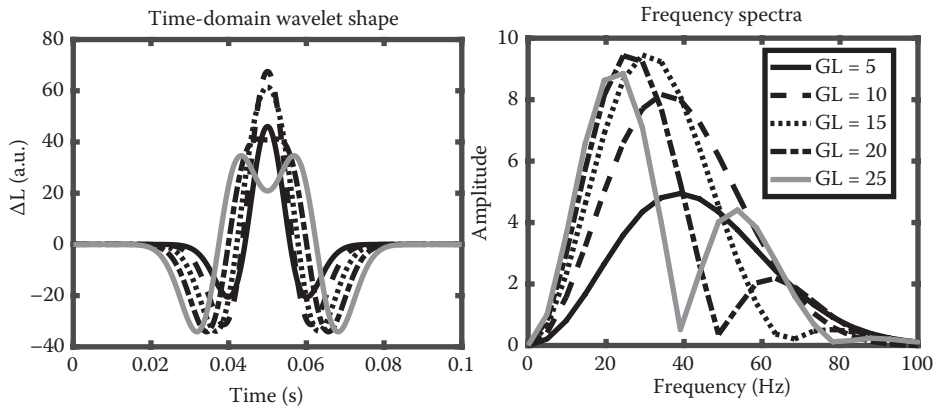 Time-domain wavelet shape
80
60
40
20
0
−20
−40
ΔL (a.u.)
0
0.02
0.04
0.06
0.08
0.1
Time (s)
Frequency spectra
10
8
6
4
2
0
Amplitude
GL = 5
GL = 10
GL = 15
GL = 20
GL = 25
0
20
40
60
80
100
Frequency (Hz)